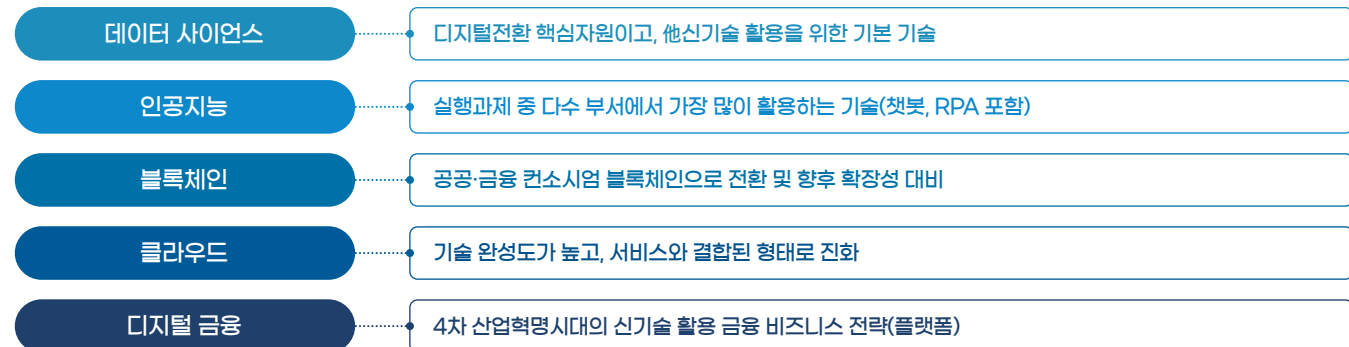 데이터 사이언스
디지털전환 핵심자원이고, 他신기술 활용을 위한 기본 기술
인공지능
실행과제 중 다수 부서에서 가장 많이 활용하는 기술(챗봇, RPA 포함)
블록체인
공공·금융 컨소시엄 블록체인으로 전환 및 향후 확장성 대비
클라우드
기술 완성도가 높고, 서비스와 결합된 형태로 진화
디지털 금융
4차 산업혁명시대의 신기술 활용 금융 비즈니스 전략(플랫폼)